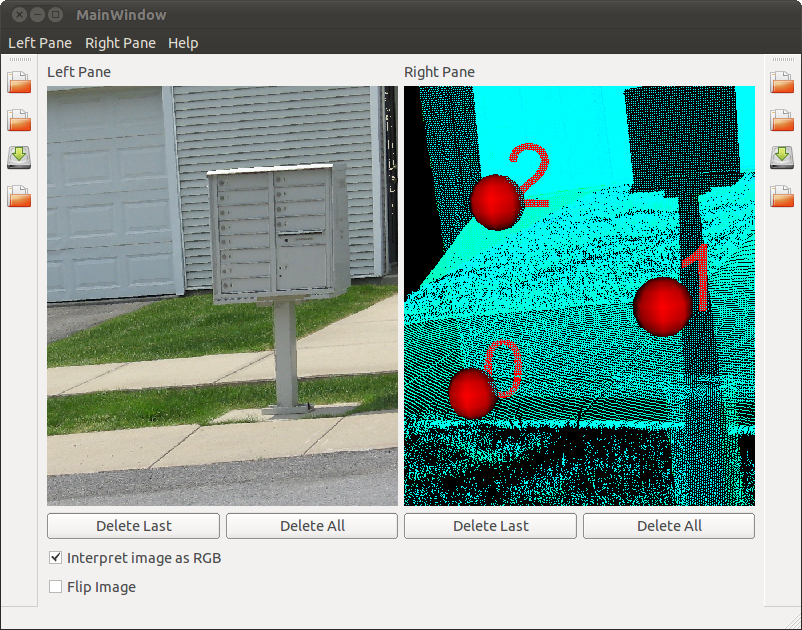 MainWindow
Left Pane Right Pane Help
Left Pane Right Pane
2
1
0
Delete Last Delete All Delete Last Delete All
Interpret image as RGB
Flip Image